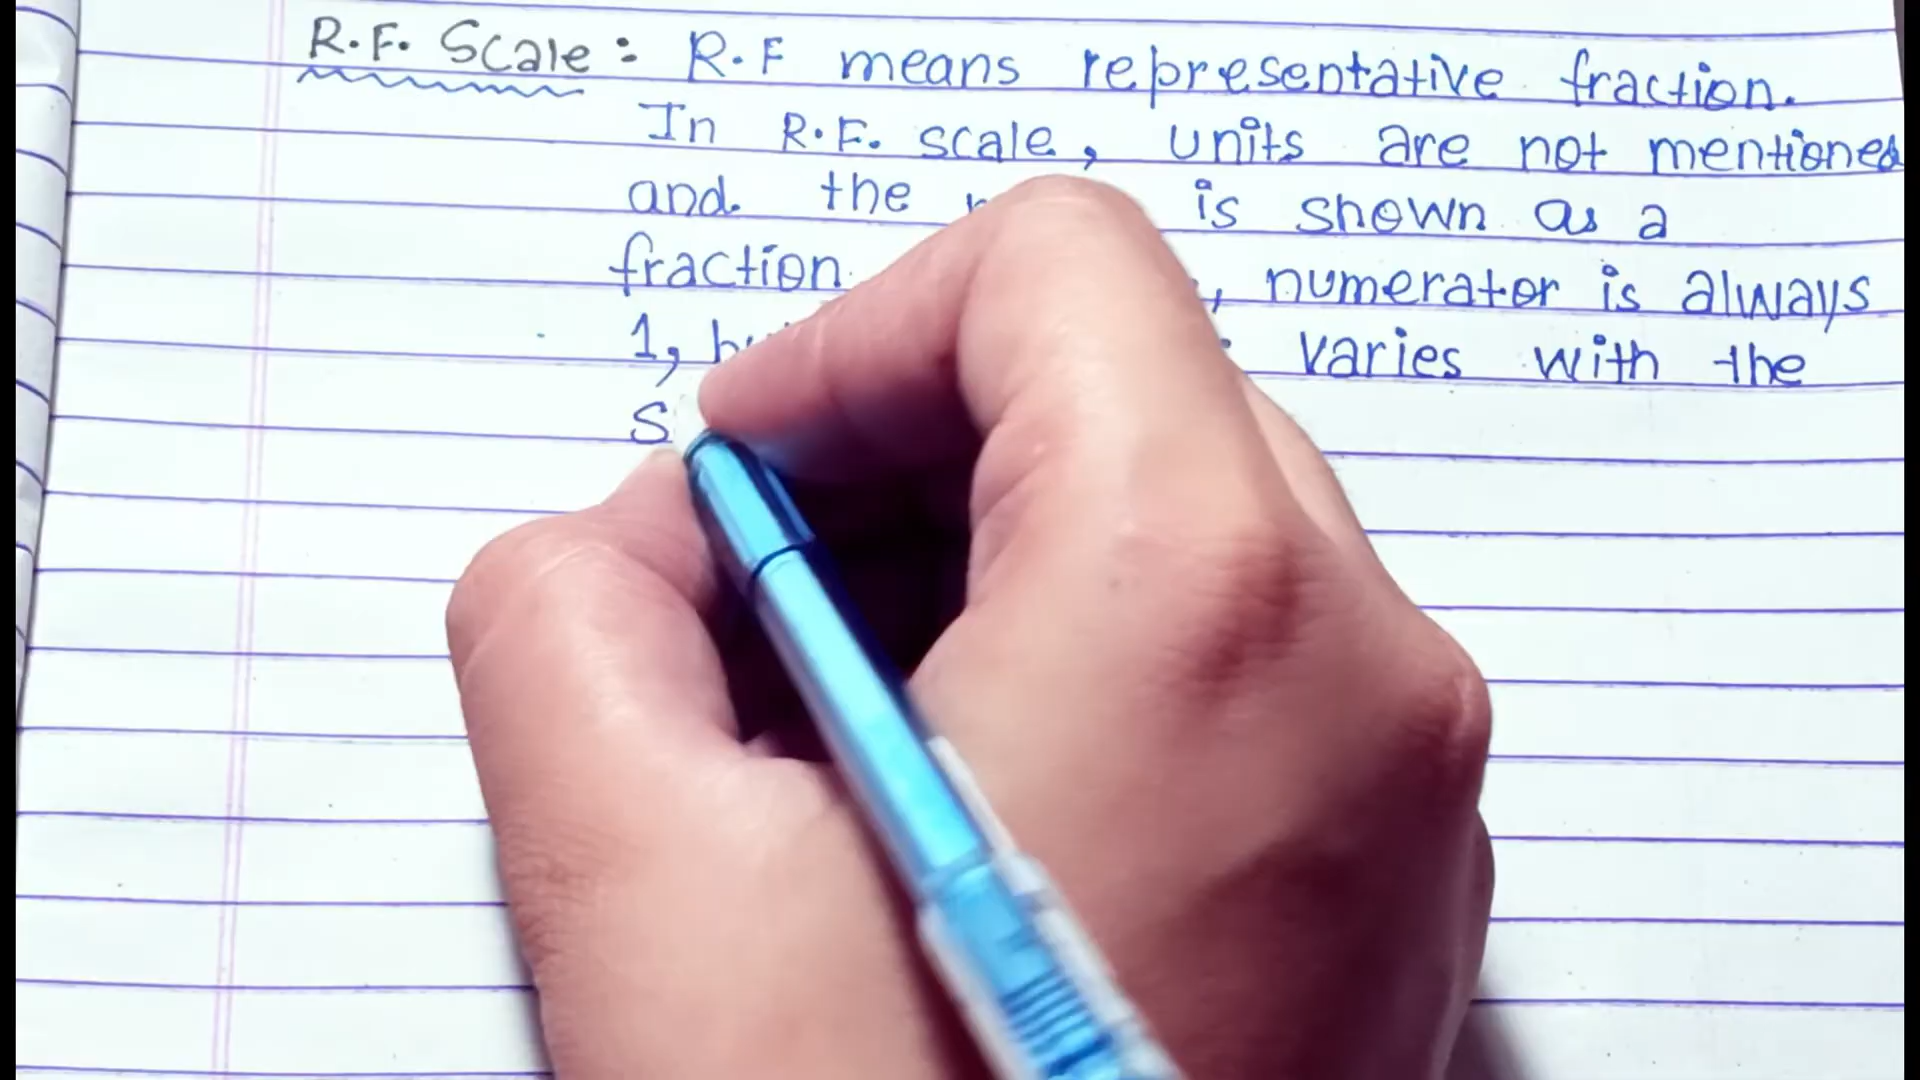 R.F. Scale: R.F means representative fraction.
In R.F. scale, units are not mentioned
and the is shown as a
fraction , numerator is always
1, varies with the
S